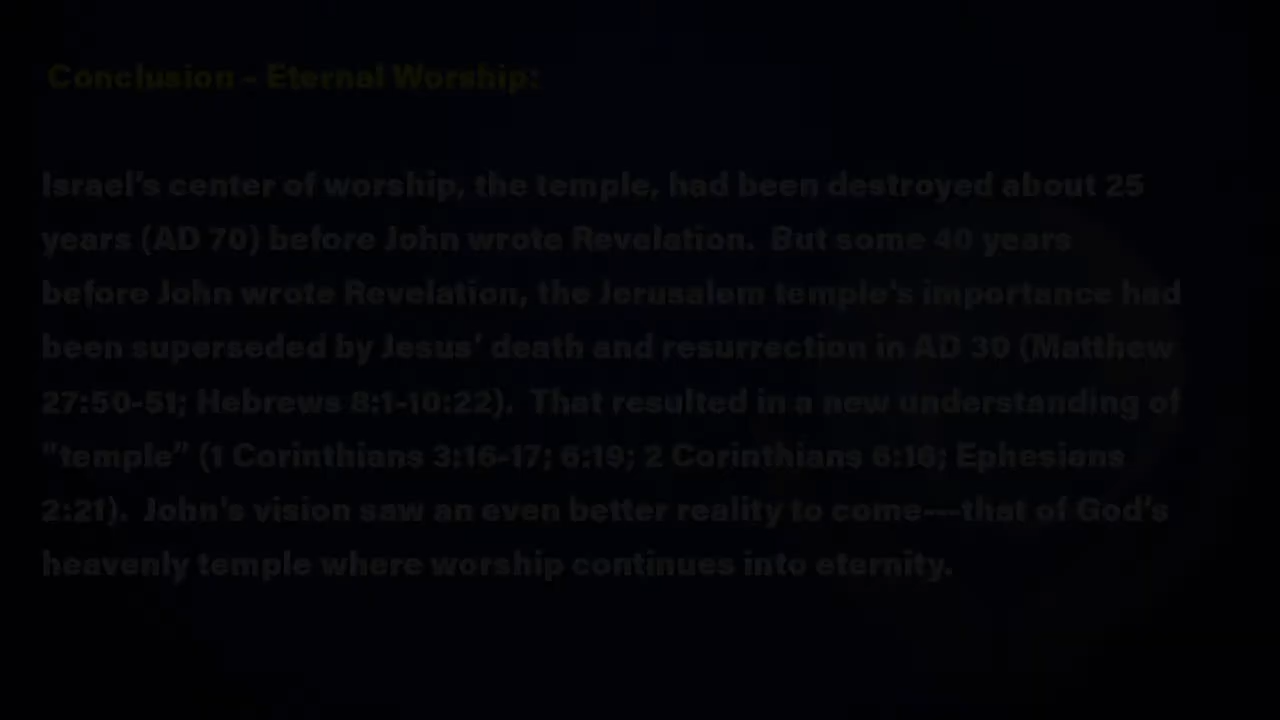 Conclusion – Eternal Worship:
Israel's center of worship, the temple, had been destroyed about 25
years (AD 70) before John wrote Revelation.  But some 40 years
before John wrote Revelation, the Jerusalem temple's importance had
been superseded by Jesus' death and resurrection in AD 30 (Matthew
27:50-51; Hebrews 8:1-10:22).  That resulted in a new understanding of
"temple" (1 Corinthians 3:16-17; 6:19; 2 Corinthians 6:16; Ephesians
2:21).  John's vision saw an even better reality to come—that of God's
heavenly temple where worship continues into eternity.